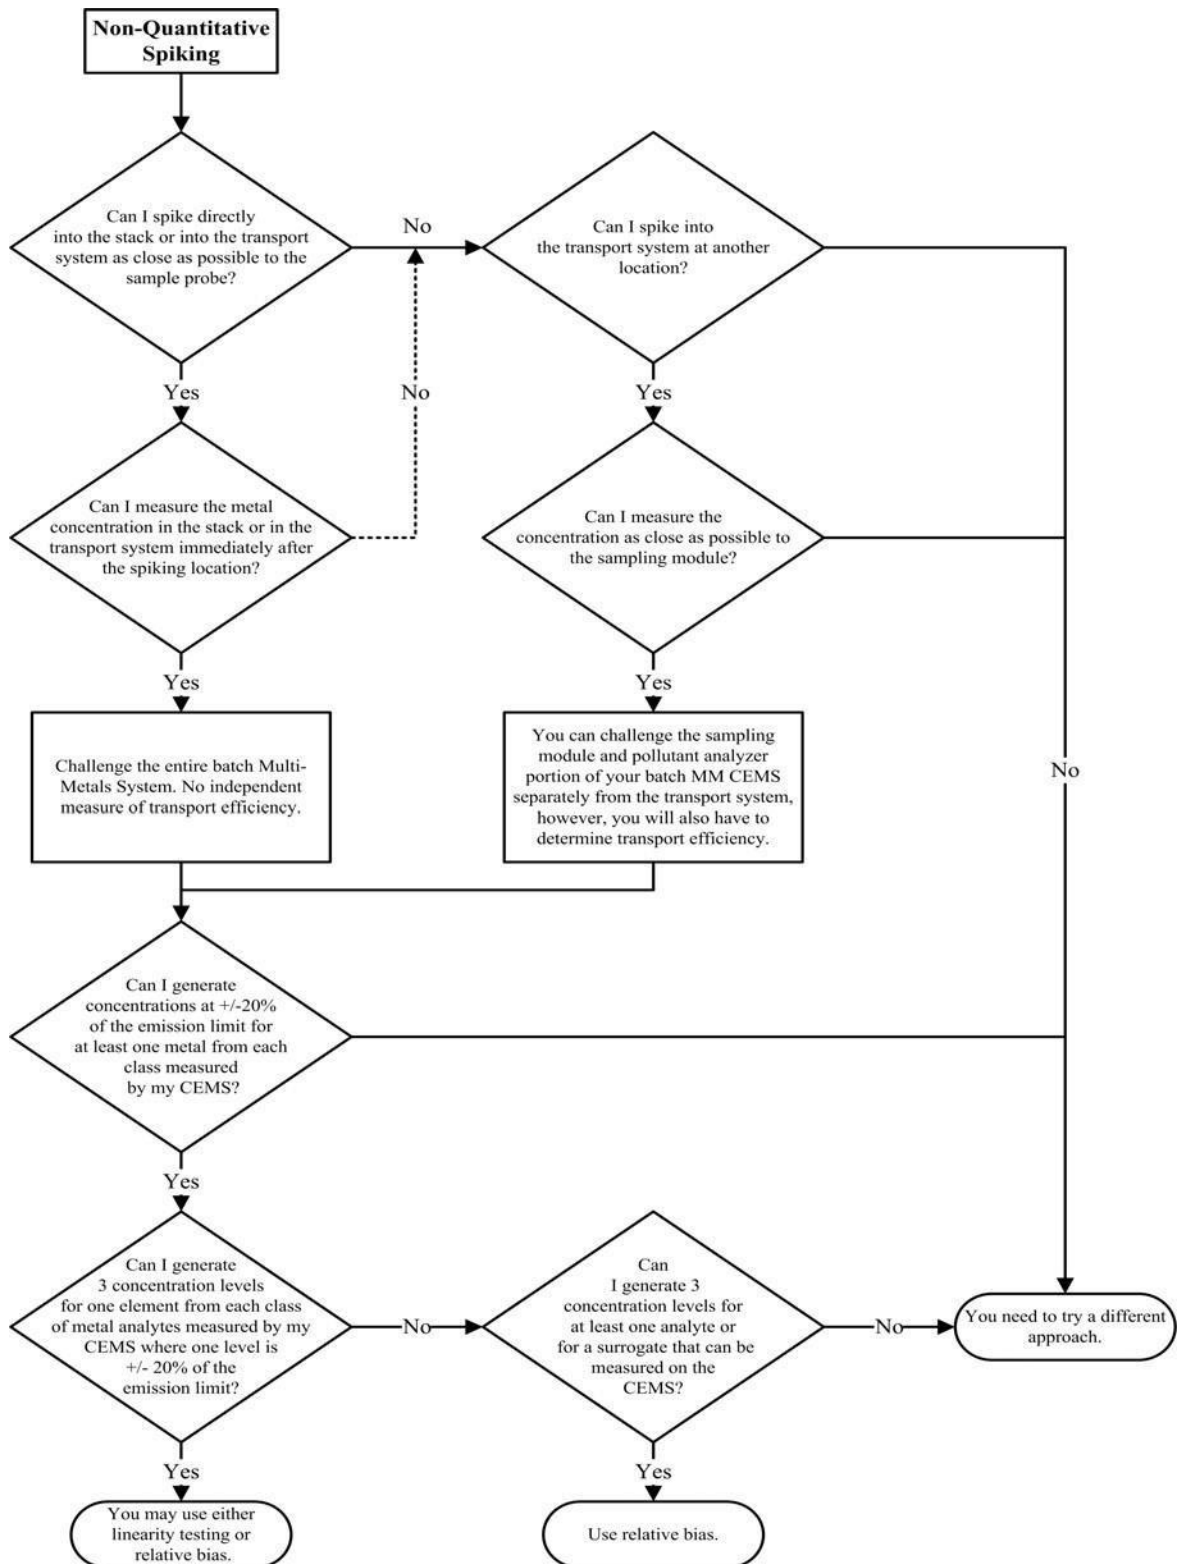 Non-Quantitative
Spiking
Can I spike directly
into the stack or into the transport
system as close as possible to the
sample probe?
No
Can I spike into
the transport system at another
location?
Yes
No
Yes
Can I measure the metal
concentration in the stack or in the
transport system immediately after
the spiking location?
Can I measure the
concentration as close as possible to
the sampling module?
Yes
Yes
Challenge the entire batch Multi-
Metals System. No independent
measure of transport efficiency.
You can challenge the sampling
module and pollutant analyzer
portion of your batch MM CEMS
separately from the transport system,
however, you will also have to
determine transport efficiency.
No
Can I generate
concentrations at +/-20%
of the emission limit for
at least one metal from each
class measured
by my CEMS?
Yes
Can I generate
3 concentration levels
for one element from each class
of metal analytes measured by my
CEMS where one level is
+/- 20% of the
emission limit?
No
Can
I generate 3
concentration levels for
at least one analyte or
for a surrogate that can be
measured on the
CEMS?
No
You need to try a different
approach.
Yes
Yes
You may use either
linearity testing or
relative bias.
Use relative bias.